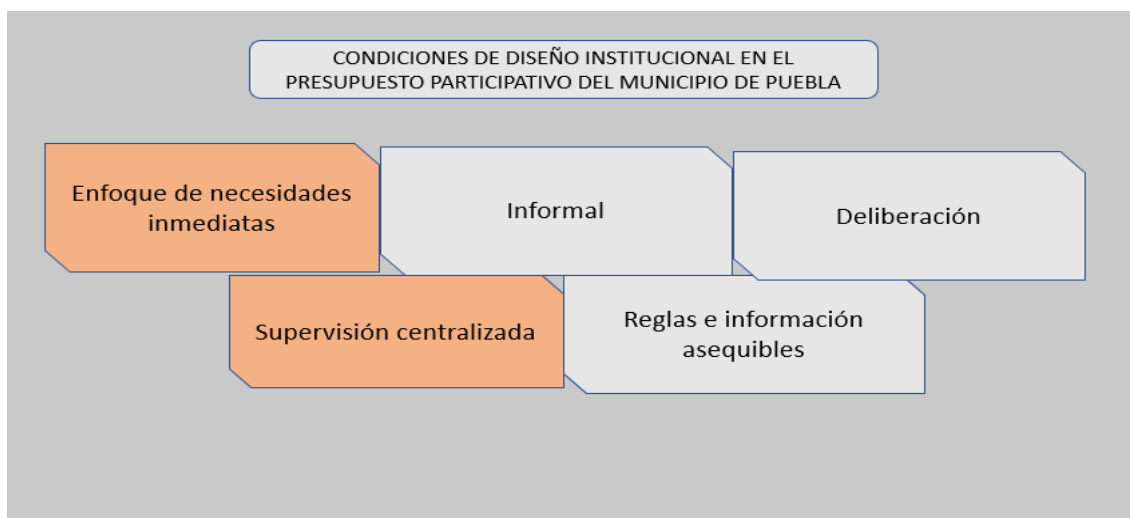 CONDICIONES DE DISEÑO INSTITUCIONAL EN EL
PRESUPUESTO PARTICIPATIVO DEL MUNICIPIO DE PUEBLA
Enfoque de necesidades
inmediatas
Informal
Deliberación
Supervisión centralizada
Reglas e información
asequibles